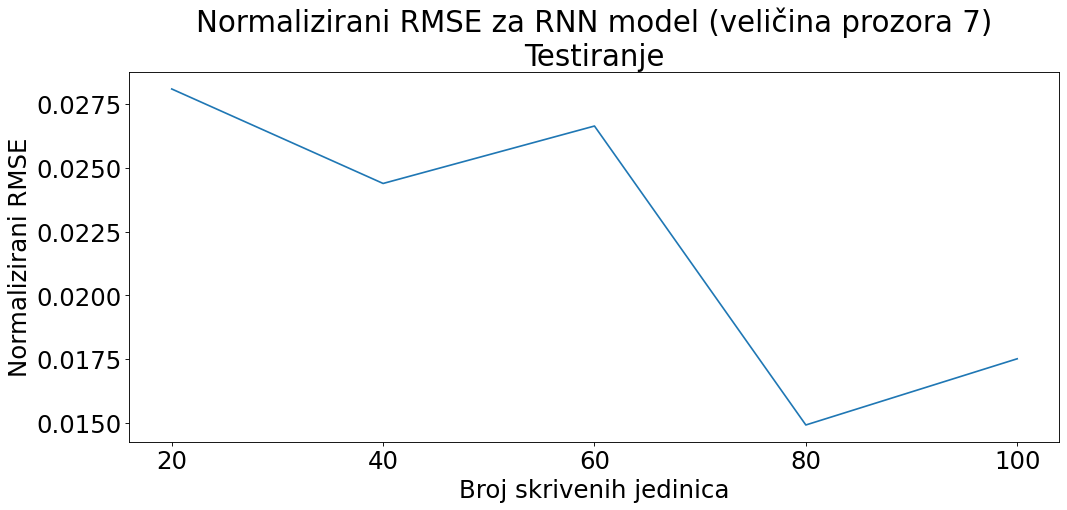 Normalizirani RMSE za RNN model (veličina prozora 7)
Testiranje
Normalizirani RMSE
0.0275
0.0250
0.0225
0.0200
0.0175
0.0150
20 40 60 80 100
Broj skrivenih jedinica